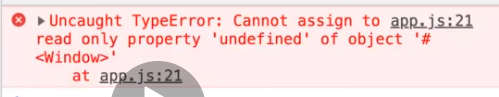 Uncaught TypeError: Cannot assign to app.js:21
read only property 'undefined' of object '#
<Window>'
at app.js:21